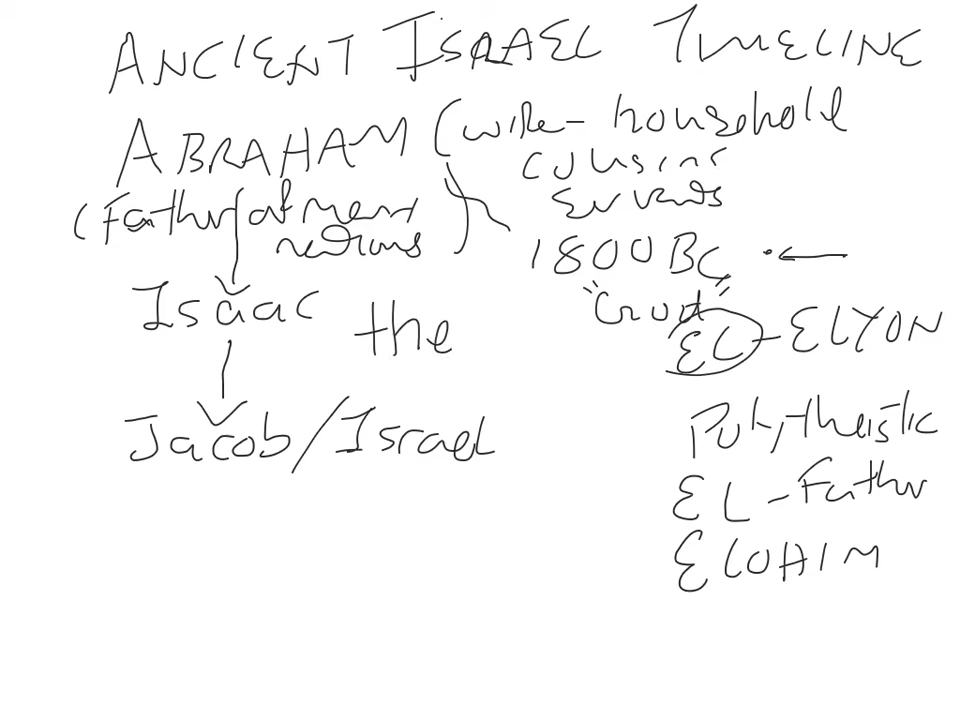 ANCIENT ISRAEL TIMELINE
ABRAHAM (wife - household
cousins
servants
(Father of many
nations)
1800 BC
"God"
Isaac the
EL - ELYON
Jacob/Israel
Polytheistic
EL - Father
ELOHIM